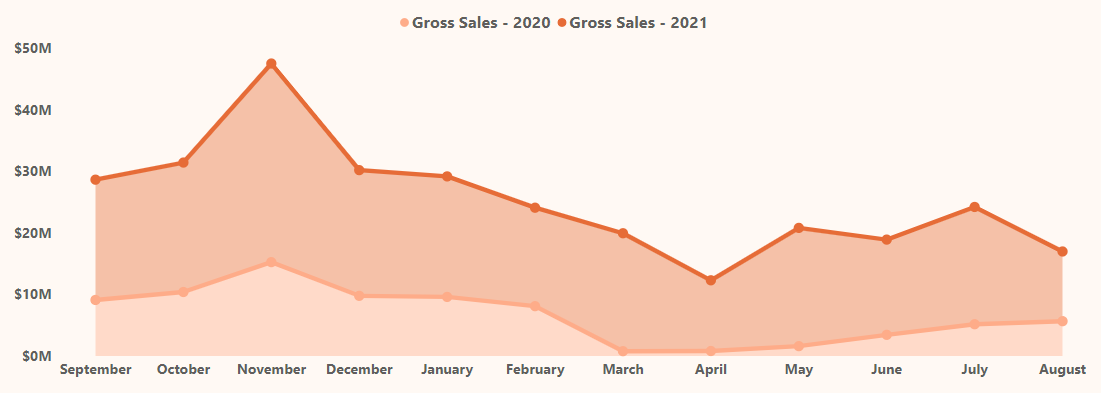 Gross Sales - 2020 Gross Sales - 2021
$50M
$40M
$30M
$20M
$10M
$0M
September October November December January February March April May June July August